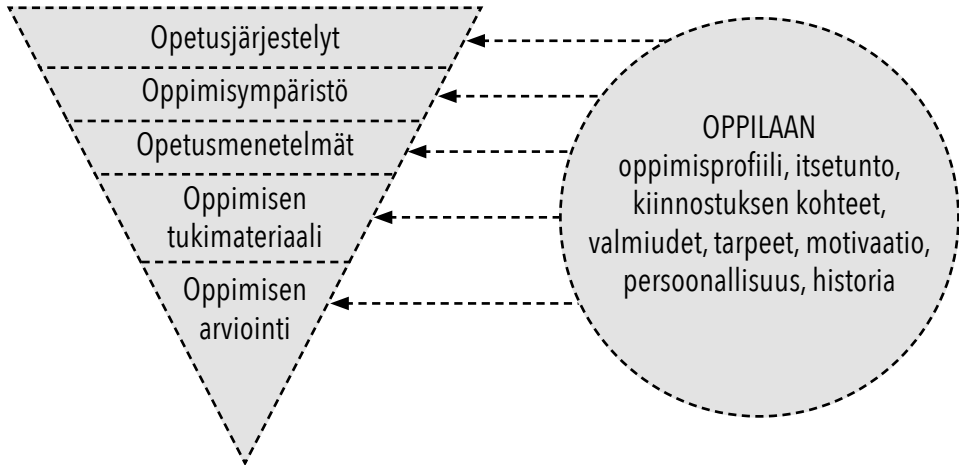 Opetusjärjestelyt
Oppimisympäristö
Opetusmenetelmät
Oppimisen
tukimateriaali
Oppimisen
arviointi
OPPILAAN
oppimisprofiili, itsetunto,
kiinnostuksen kohteet,
valmiudet, tarpeet, motivaatio,
persoonallisuus, historia